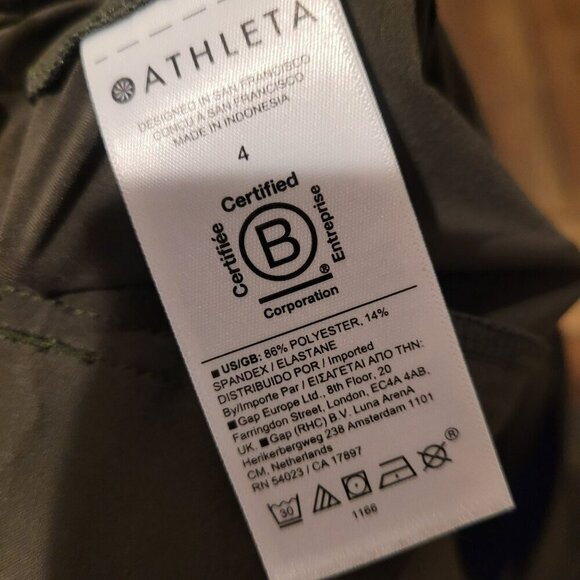 ATHLETA
DESIGNED IN SAN FRANCISCO
CONÇU A SAN FRANCISCO
MADE IN INDONESIA
4
Certified
Certifiée
B
Entreprise
®
Corporation
■ US/GB: 86% POLYESTER, 14%
SPANDEX / ELASTANE
DISTRIBUIDO POR / Imported
By/Importe Par / ΕΙΣΑΓΕΤΑΙ ΑΠΟ ΤΗΝ:
■Gap Europe Ltd., 8th Floor, 20
Farringdon Street, London, EC4A 4AB,
UK. ■ Gap (RHC) B.V. Luna ArenA
Herikerbergweg 238 Amsterdam 1101
CM, Netherlands
RN 54023 / CA 17897
30
®
1166